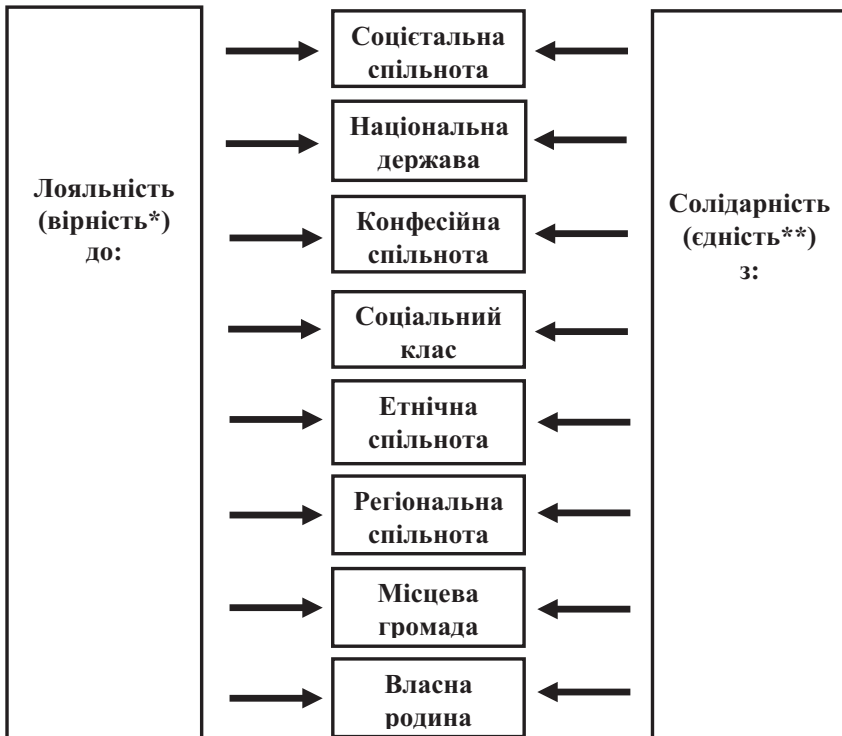 Лояльність
(вірність*)
до:
Соцієтальна
спільнота
Національна
держава
Конфесійна
спільнота
Соціальний
клас
Етнічна
спільнота
Регіональна
спільнота
Місцева
громада
Власна
родина
Солідарність
(єдність**)
з: